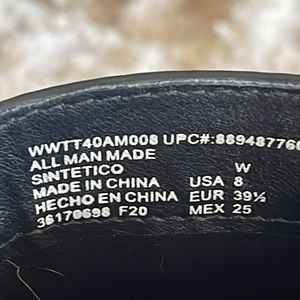 WWTT40AM008 UPC#:8894877
ALL MAN MADE W
SINTETICO USA 8
MADE IN CHINA EUR 39½
HECHO EN CHINA MEX 25
36170698 F20